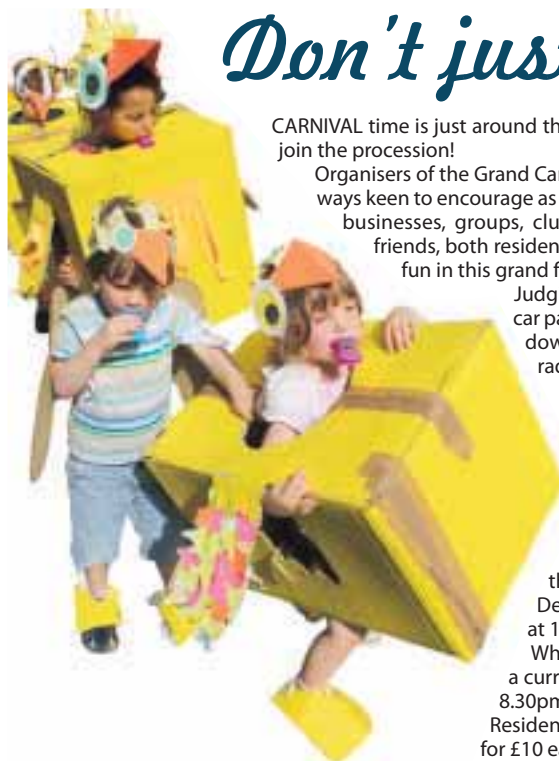 Don't jus
CARNIVAL time is just around th
join the procession!
Organisers of the Grand Car
ways keen to encourage as
businesses, groups, clu
friends, both residen
fun in this grand f
Judg
car pa
dow
rac
th
De
at 1
Wh
a curr
8.30pm
Residen
for £10 ea